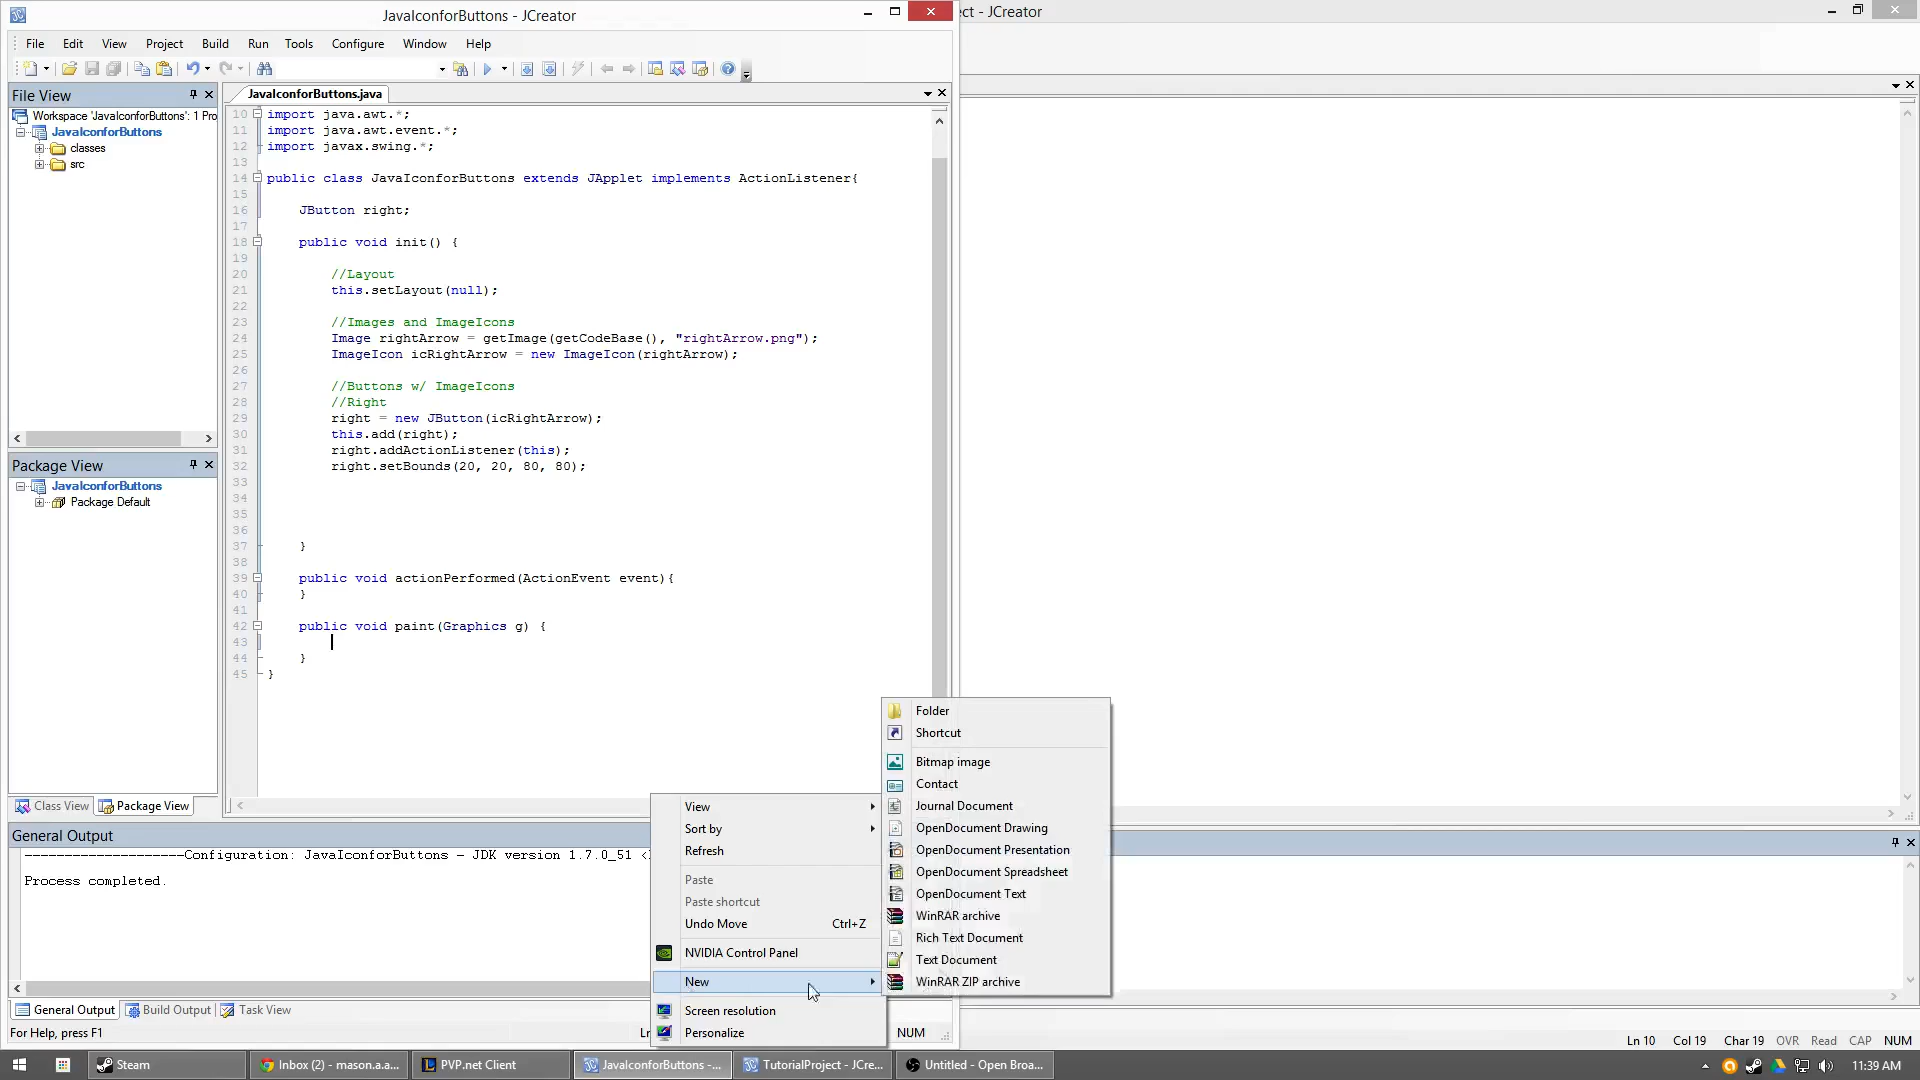 JavaIconforButtons - JCreator
ct - JCreator
File Edit View Project Build Run Tools Configure Window Help
File View
JavaIconforButtons.java
Workspace 'JavaIconforButtons': 1 Pro
JavaIconforButtons
classes
src
10 import java.awt.*;
11 import java.awt.event.*;
12 import javax.swing.*;
13
14 public class JavaIconforButtons extends JApplet implements ActionListener{
15
16 JButton right;
17
18 public void init() {
19
20 //Layout
21 this.setLayout(null);
22
23 //Images and ImageIcons
24 Image rightArrow = getImage(getCodeBase(), "rightArrow.png");
25 ImageIcon icRightArrow = new ImageIcon(rightArrow);
26
27 //Buttons w/ ImageIcons
28 //Right
29 right = new JButton(icRightArrow);
30 this.add(right);
31 right.addActionListener(this);
32 right.setBounds(20, 20, 80, 80);
33
34
35
36
37 }
38
39 public void actionPerformed(ActionEvent event){
40 }
41
42 public void paint(Graphics g) {
43
44 }
45 }
Package View
JavaIconforButtons
Package Default
Class View Package View
General Output
--------------------Configuration: JavaIconforButtons - JDK version 1.7.0_51 <
Process completed.
View
Sort by
Refresh
Paste
Paste shortcut
Undo Move Ctrl+Z
NVIDIA Control Panel
New
Screen resolution
Personalize
Folder
Shortcut
Bitmap image
Contact
Journal Document
OpenDocument Drawing
OpenDocument Presentation
OpenDocument Spreadsheet
OpenDocument Text
WinRAR archive
Rich Text Document
Text Document
WinRAR ZIP archive
General Output Build Output Task View
For Help, press F1
NUM
Ln 10 Col 19 Char 19 OVR Read CAP NUM
Steam
Inbox (2) - mason.a.a...
PVP.net Client
JavaIconforButtons -...
TutorialProject - JCre...
Untitled - Open Broa...
11:39 AM